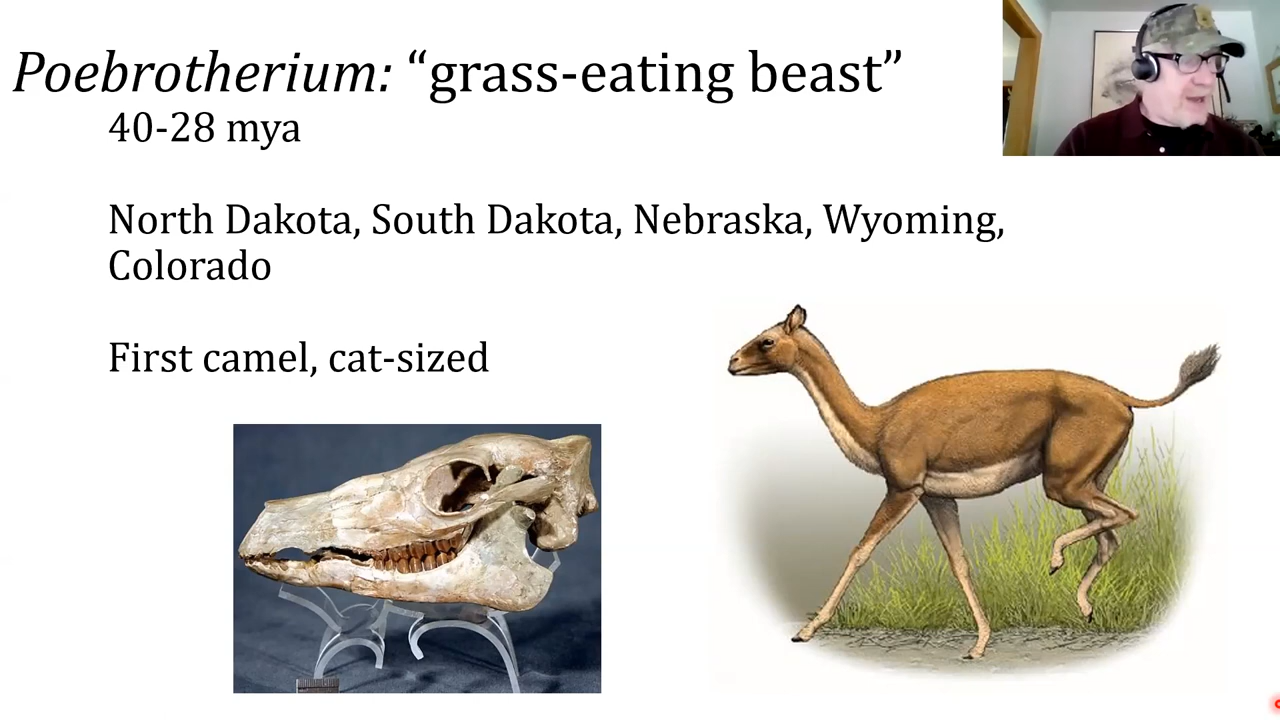 Poebrotherium: “grass-eating beast”
40-28 mya
North Dakota, South Dakota, Nebraska, Wyoming,
Colorado
First camel, cat-sized